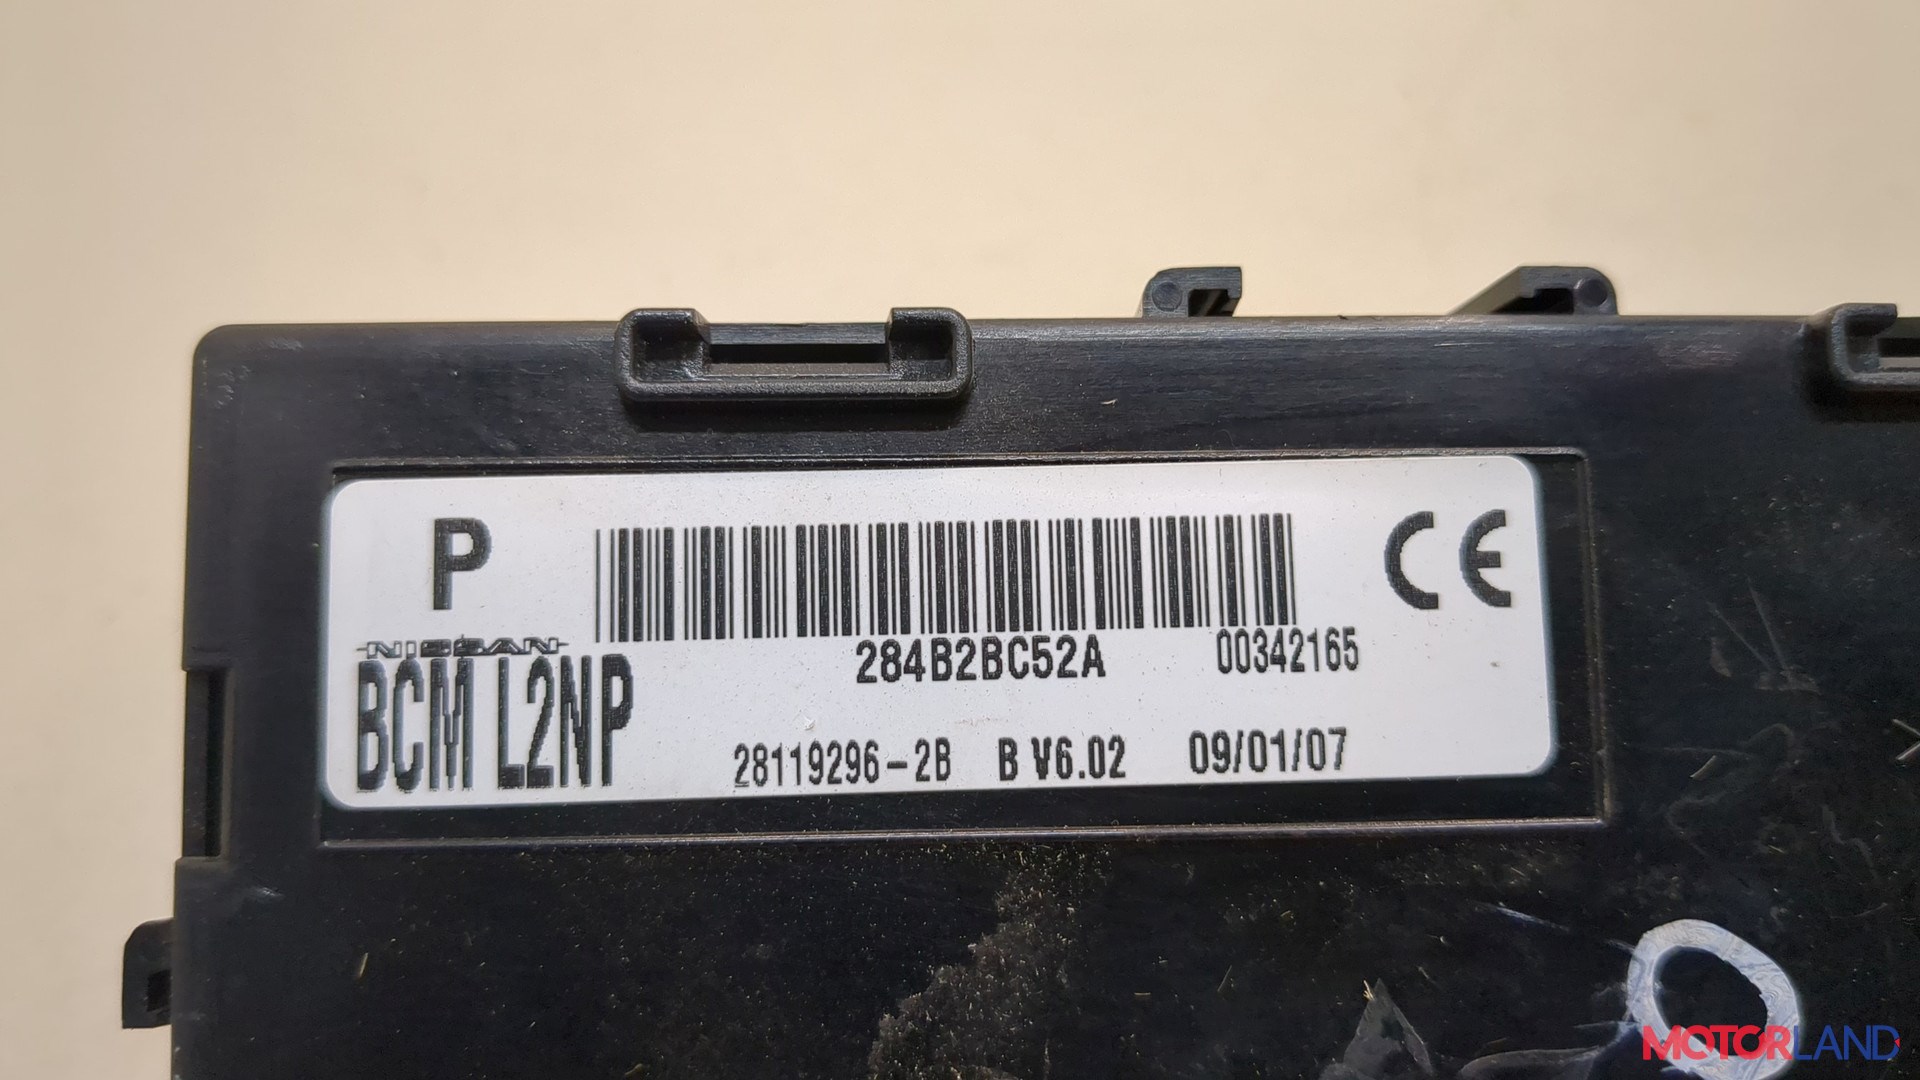 P
CE
NISSAN
284B2BC52A 00342165
BCM L2NP
28119296-2B B V6.02 09/01/07
MOTORLAND